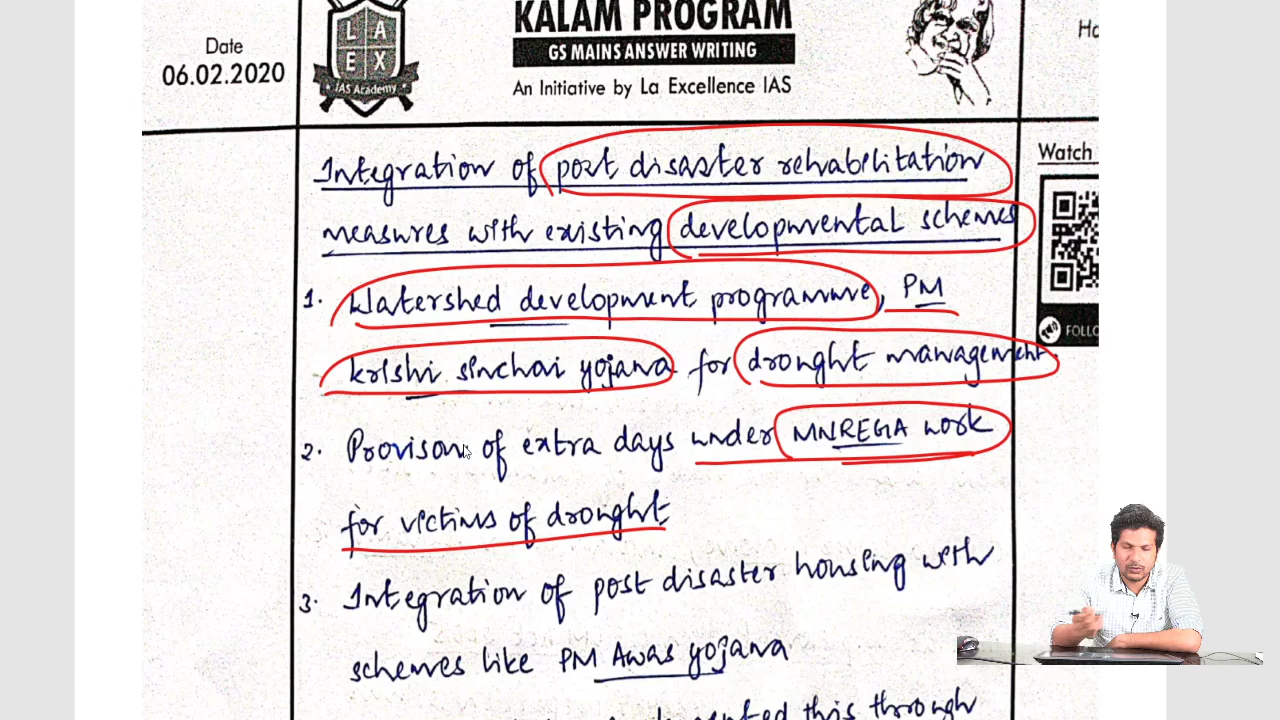 Date
06.02.2020
L A
E X
IAS Academy
KALAM PROGRAM
GS MAINS ANSWER WRITING
An Initiative by La Excellence IAS
Watch
FOLLO
Integration of post disaster rehabilitation
measures with existing developmental schemes
1. Watershed development programme, PM
krishi sinchai yojana for drought management.
2. Provison of extra days under MNREGA work
for victims of drought
3. Integration of post disaster housing with
schemes like PM Awas yojana
this through